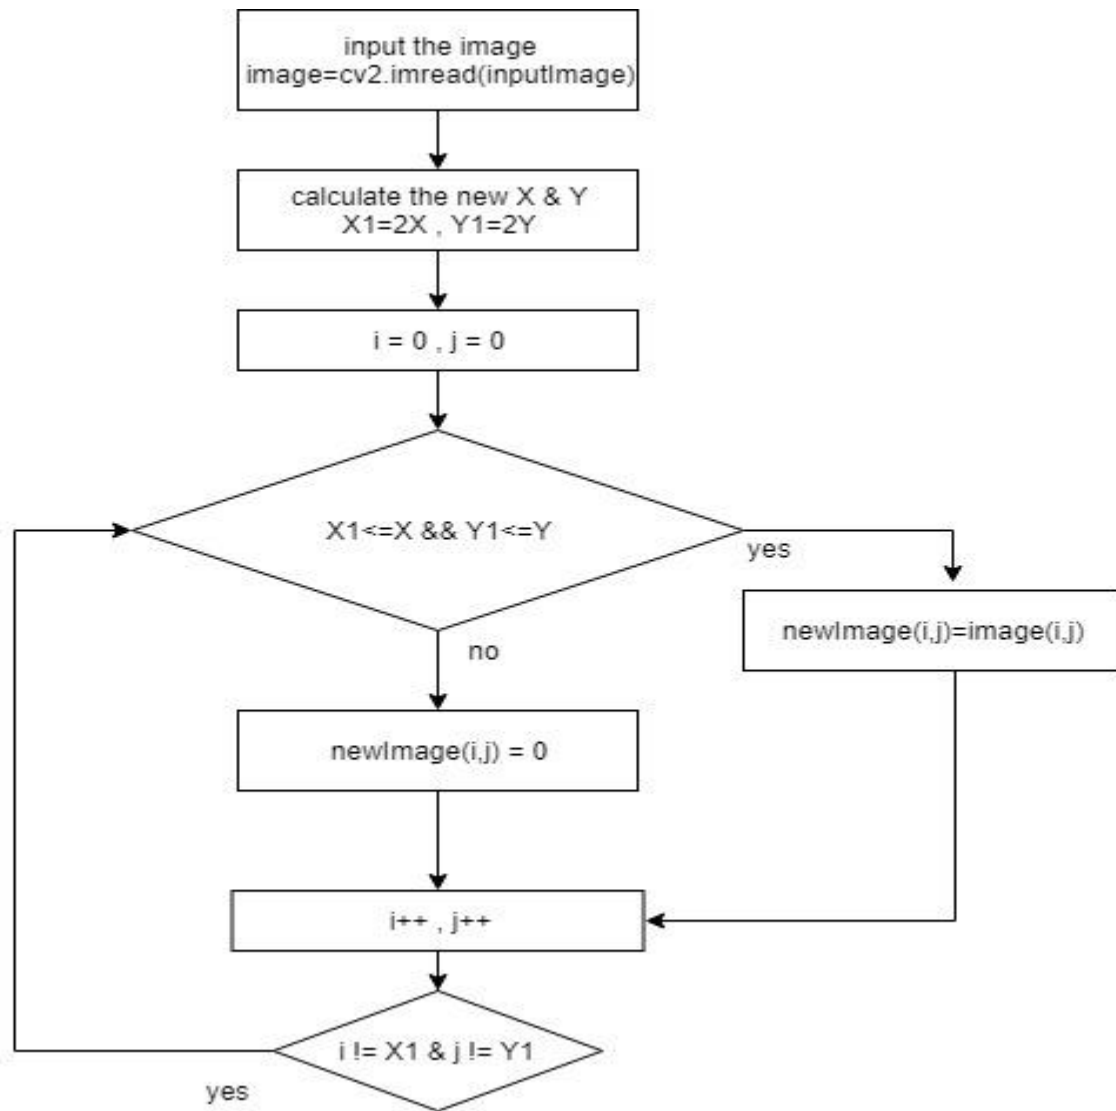 input the image
image=cv2.imread(inputImage)
calculate the new X & Y
X1=2X , Y1=2Y
i = 0 , j = 0
X1<=X && Y1<=Y
yes
newImage(i,j)=image(i,j)
no
newImage(i,j) = 0
i++ , j++
i != X1 & j != Y1
yes